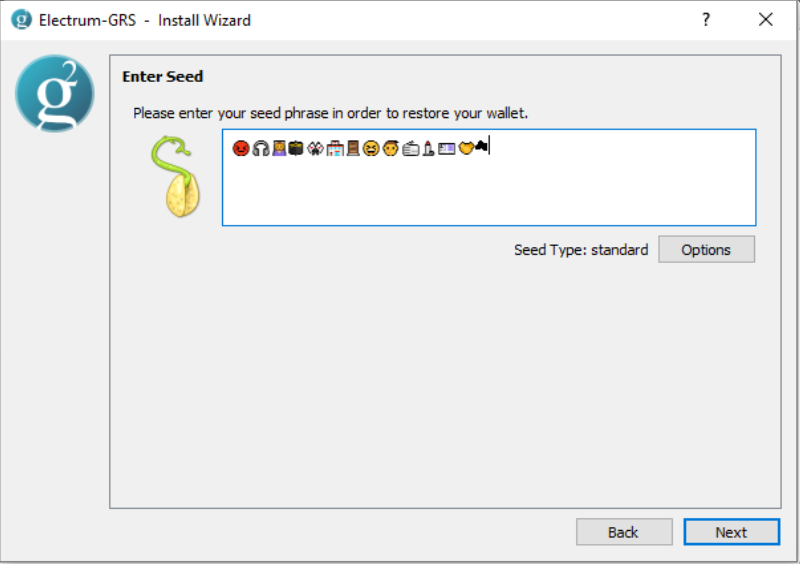 Electrum-GRS - Install Wizard
Enter Seed
Please enter your seed phrase in order to restore your wallet.
Seed Type: standard
Options
Back
Next